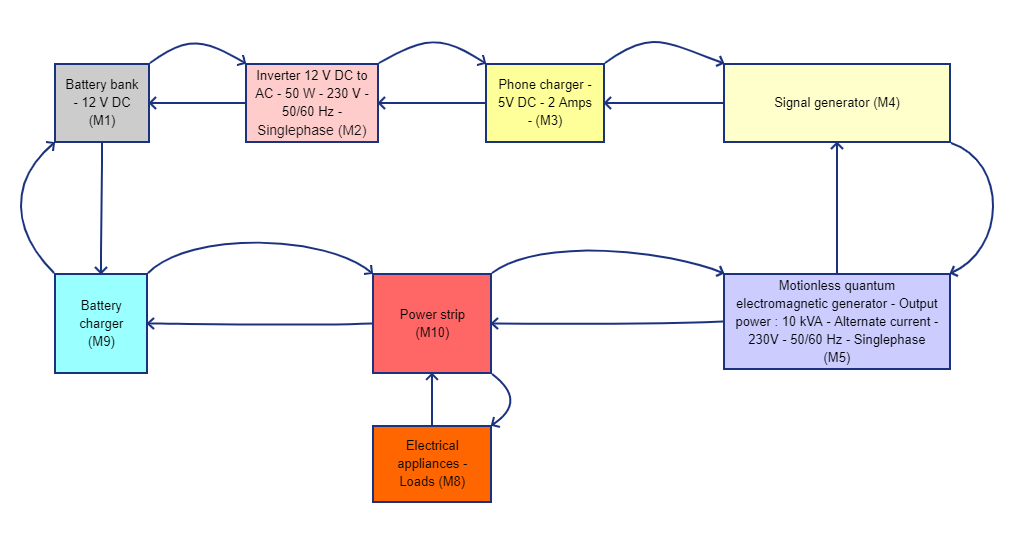 Battery bank
- 12 V DC
(M1)
Inverter 12 V DC to
AC - 50 W - 230 V -
50/60 Hz -
Singlephase (M2)
Phone charger -
5V DC - 2 Amps
- (M3)
Signal generator (M4)
Battery
charger
(M9)
Power strip
(M10)
Motionless quantum
electromagnetic generator - Output
power : 10 kVA - Alternate current -
230V - 50/60 Hz - Singlephase
(M5)
Electrical
appliances -
Loads (M8)